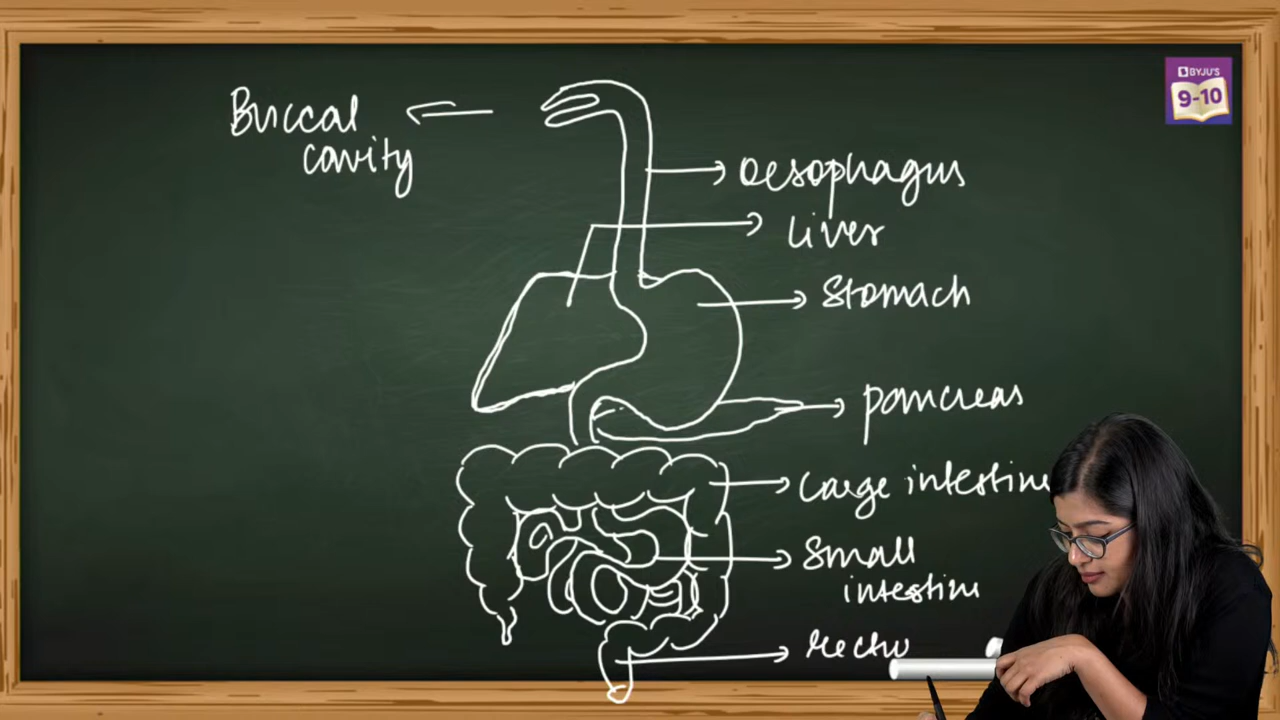 Buccal
cavity
BYJU'S
9-10
Oesophagus
Liver
Stomach
pancreas
Large intestine
Small
intestine
Rectu